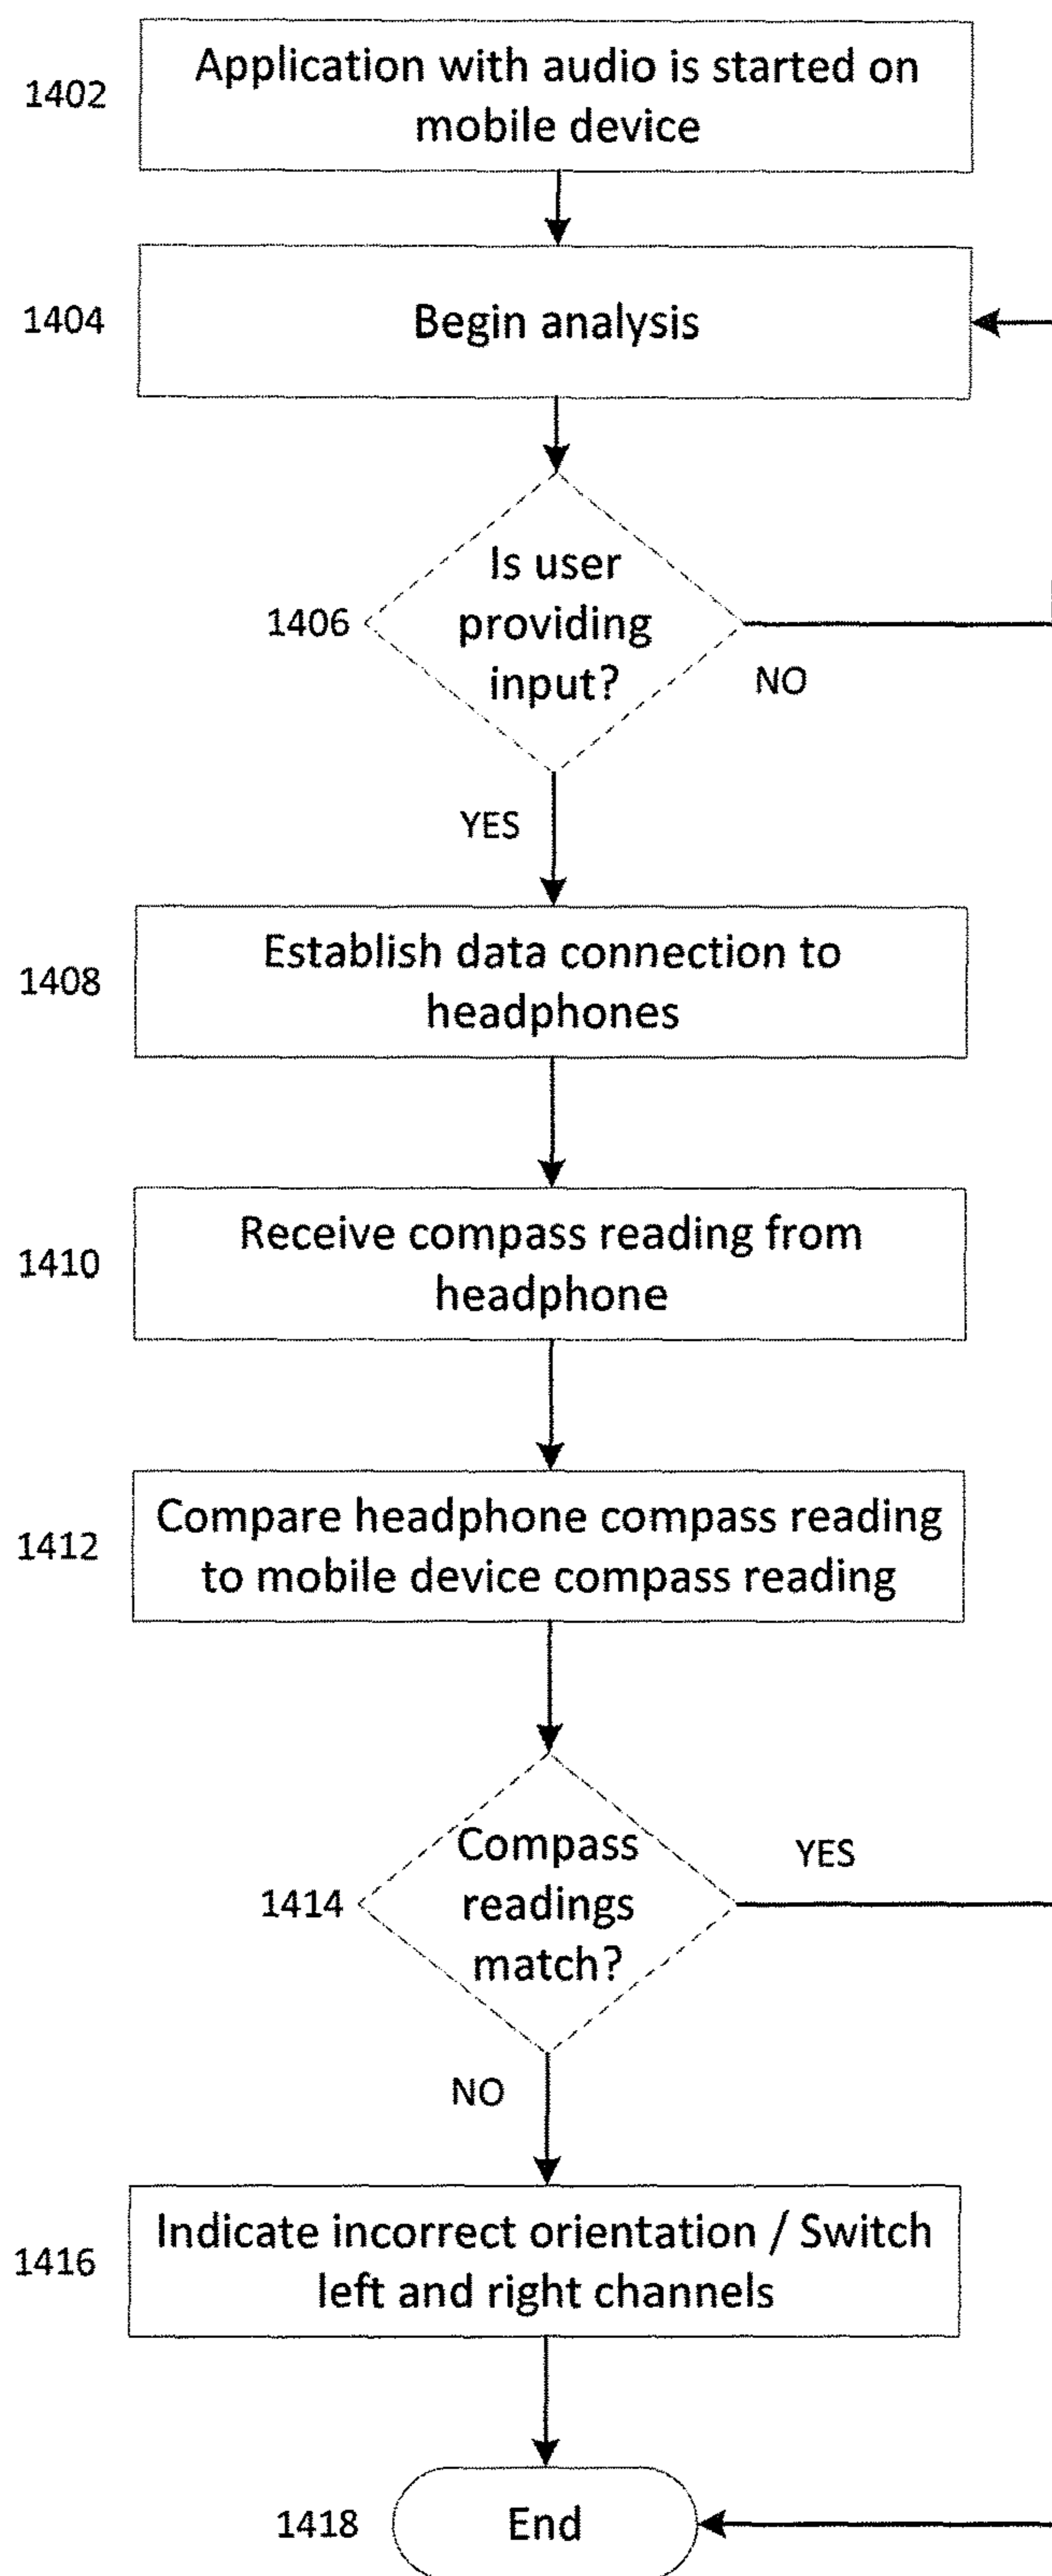 1402
Application with audio is started on
mobile device
1404
Begin analysis
1406
Is user
providing
input?
NO
YES
1408
Establish data connection to
headphones
1410
Receive compass reading from
headphone
1412
Compare headphone compass reading
to mobile device compass reading
1414
Compass
readings
match?
YES
NO
1416
Indicate incorrect orientation / Switch
left and right channels
1418
End